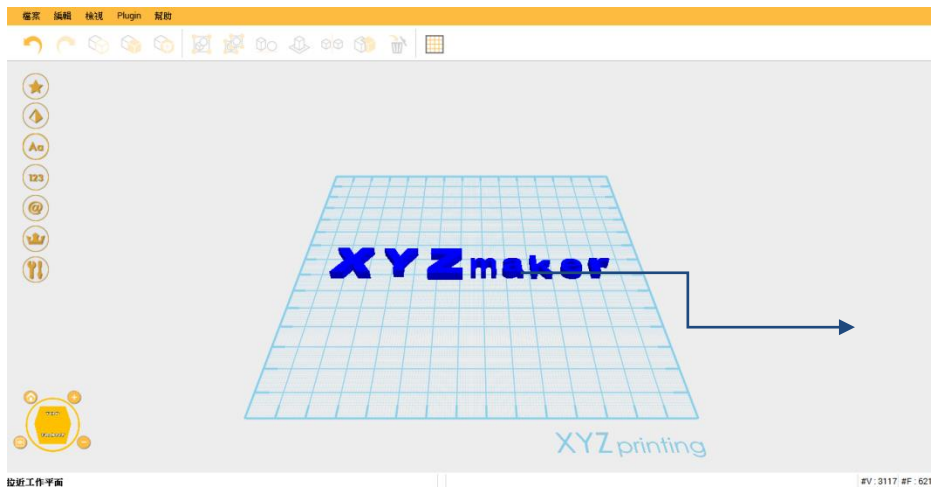 檔案 編輯 檢視 Plugin 幫助
Aa
123
@
XYZmaker
XYZprinting
拉近工作平面
#V : 3117 #F : 621